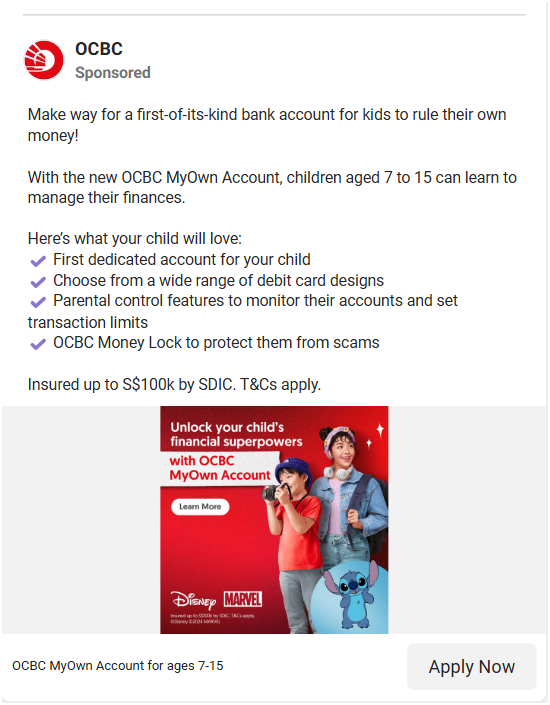 OCBC
Sponsored
Make way for a first-of-its-kind bank account for kids to rule their own
money!
With the new OCBC MyOwn Account, children aged 7 to 15 can learn to
manage their finances.
Here's what your child will love:
First dedicated account for your child
Choose from a wide range of debit card designs
Parental control features to monitor their accounts and set
transaction limits
OCBC Money Lock to protect them from scams
Insured up to S$100k by SDIC. T&Cs apply.
Unlock your child's
financial superpowers
with OCBC
MyOwn Account
Learn More
Disney MARVEL
Insured up to S$100k by SDIC. T&Cs apply.
©Disney ©2024 MARVEL
OCBC MyOwn Account for ages 7-15
Apply Now